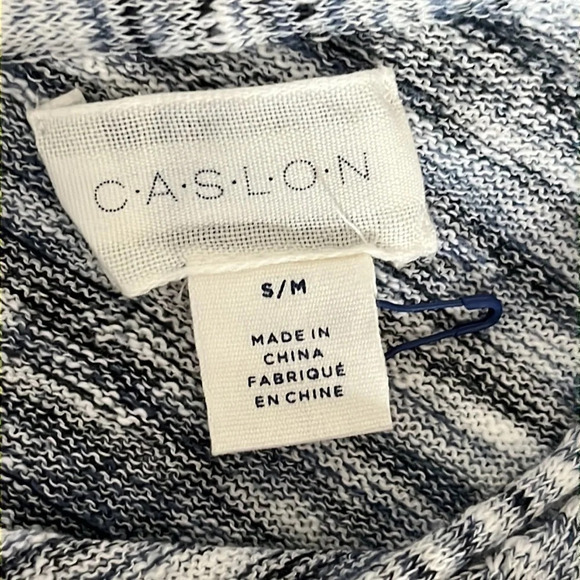 C·A·S·L·O·N
S/M
MADE IN
CHINA
FABRIQUÉ
EN CHINE